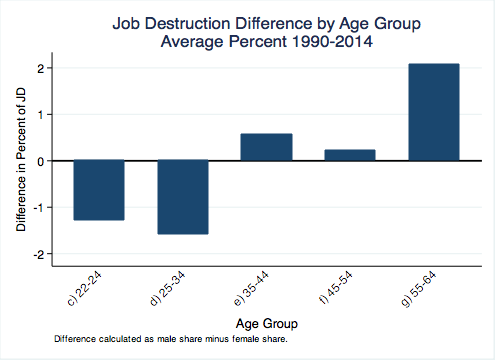 Job Destruction Difference by Age Group
Average Percent 1990-2014
Difference in Percent of JD
2
1
0
-1
-2
c) 22-24
d) 25-34
e) 35-44
f) 45-54
g) 55-64
Age Group
Difference calculated as male share minus female share.